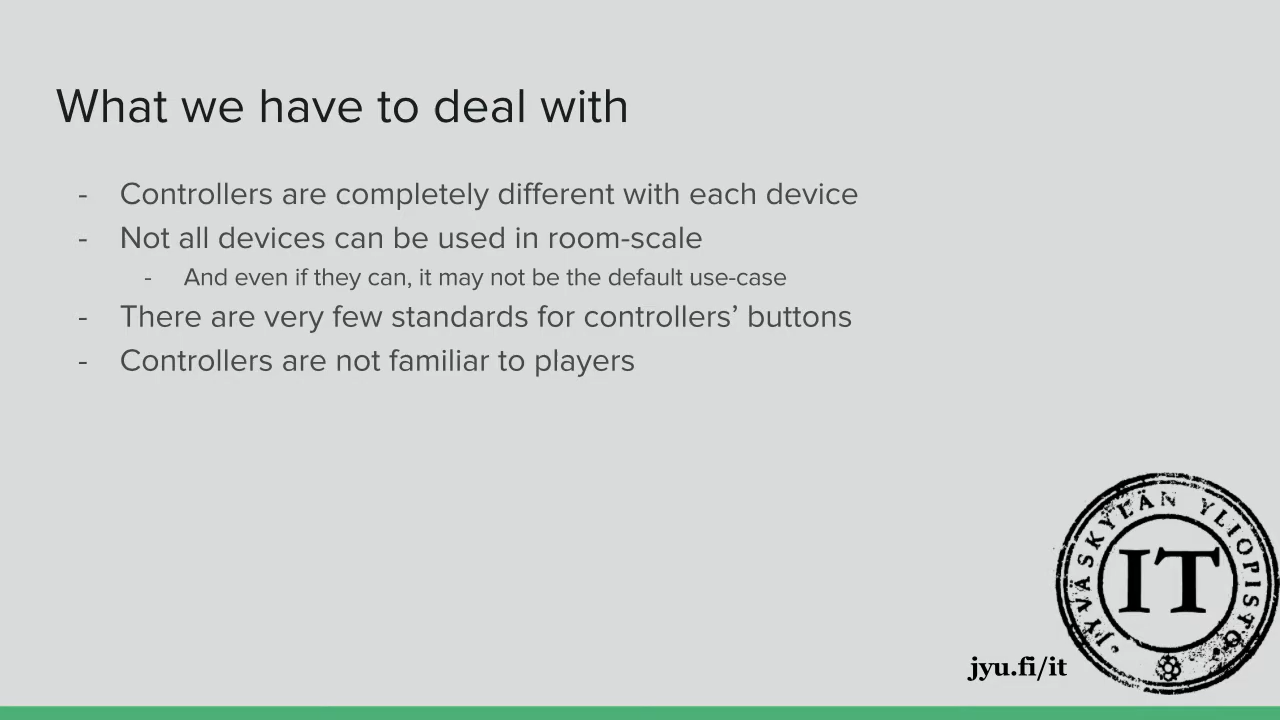 What we have to deal with
- Controllers are completely different with each device
- Not all devices can be used in room-scale
- And even if they can, it may not be the default use-case
- There are very few standards for controllers’ buttons
- Controllers are not familiar to players
JYVÄSKYLÄN YLIOPISTO
IT
jyu.fi/it